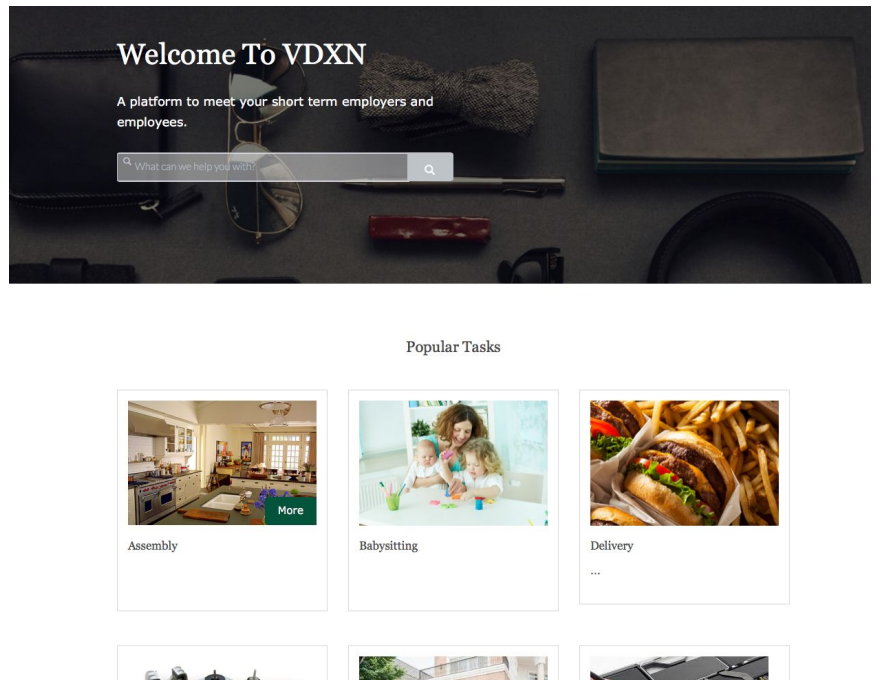 Welcome To VDXN
A platform to meet your short term employers and
employees.
What can we help you with?
Popular Tasks
More
Assembly
Babysitting
Delivery
...